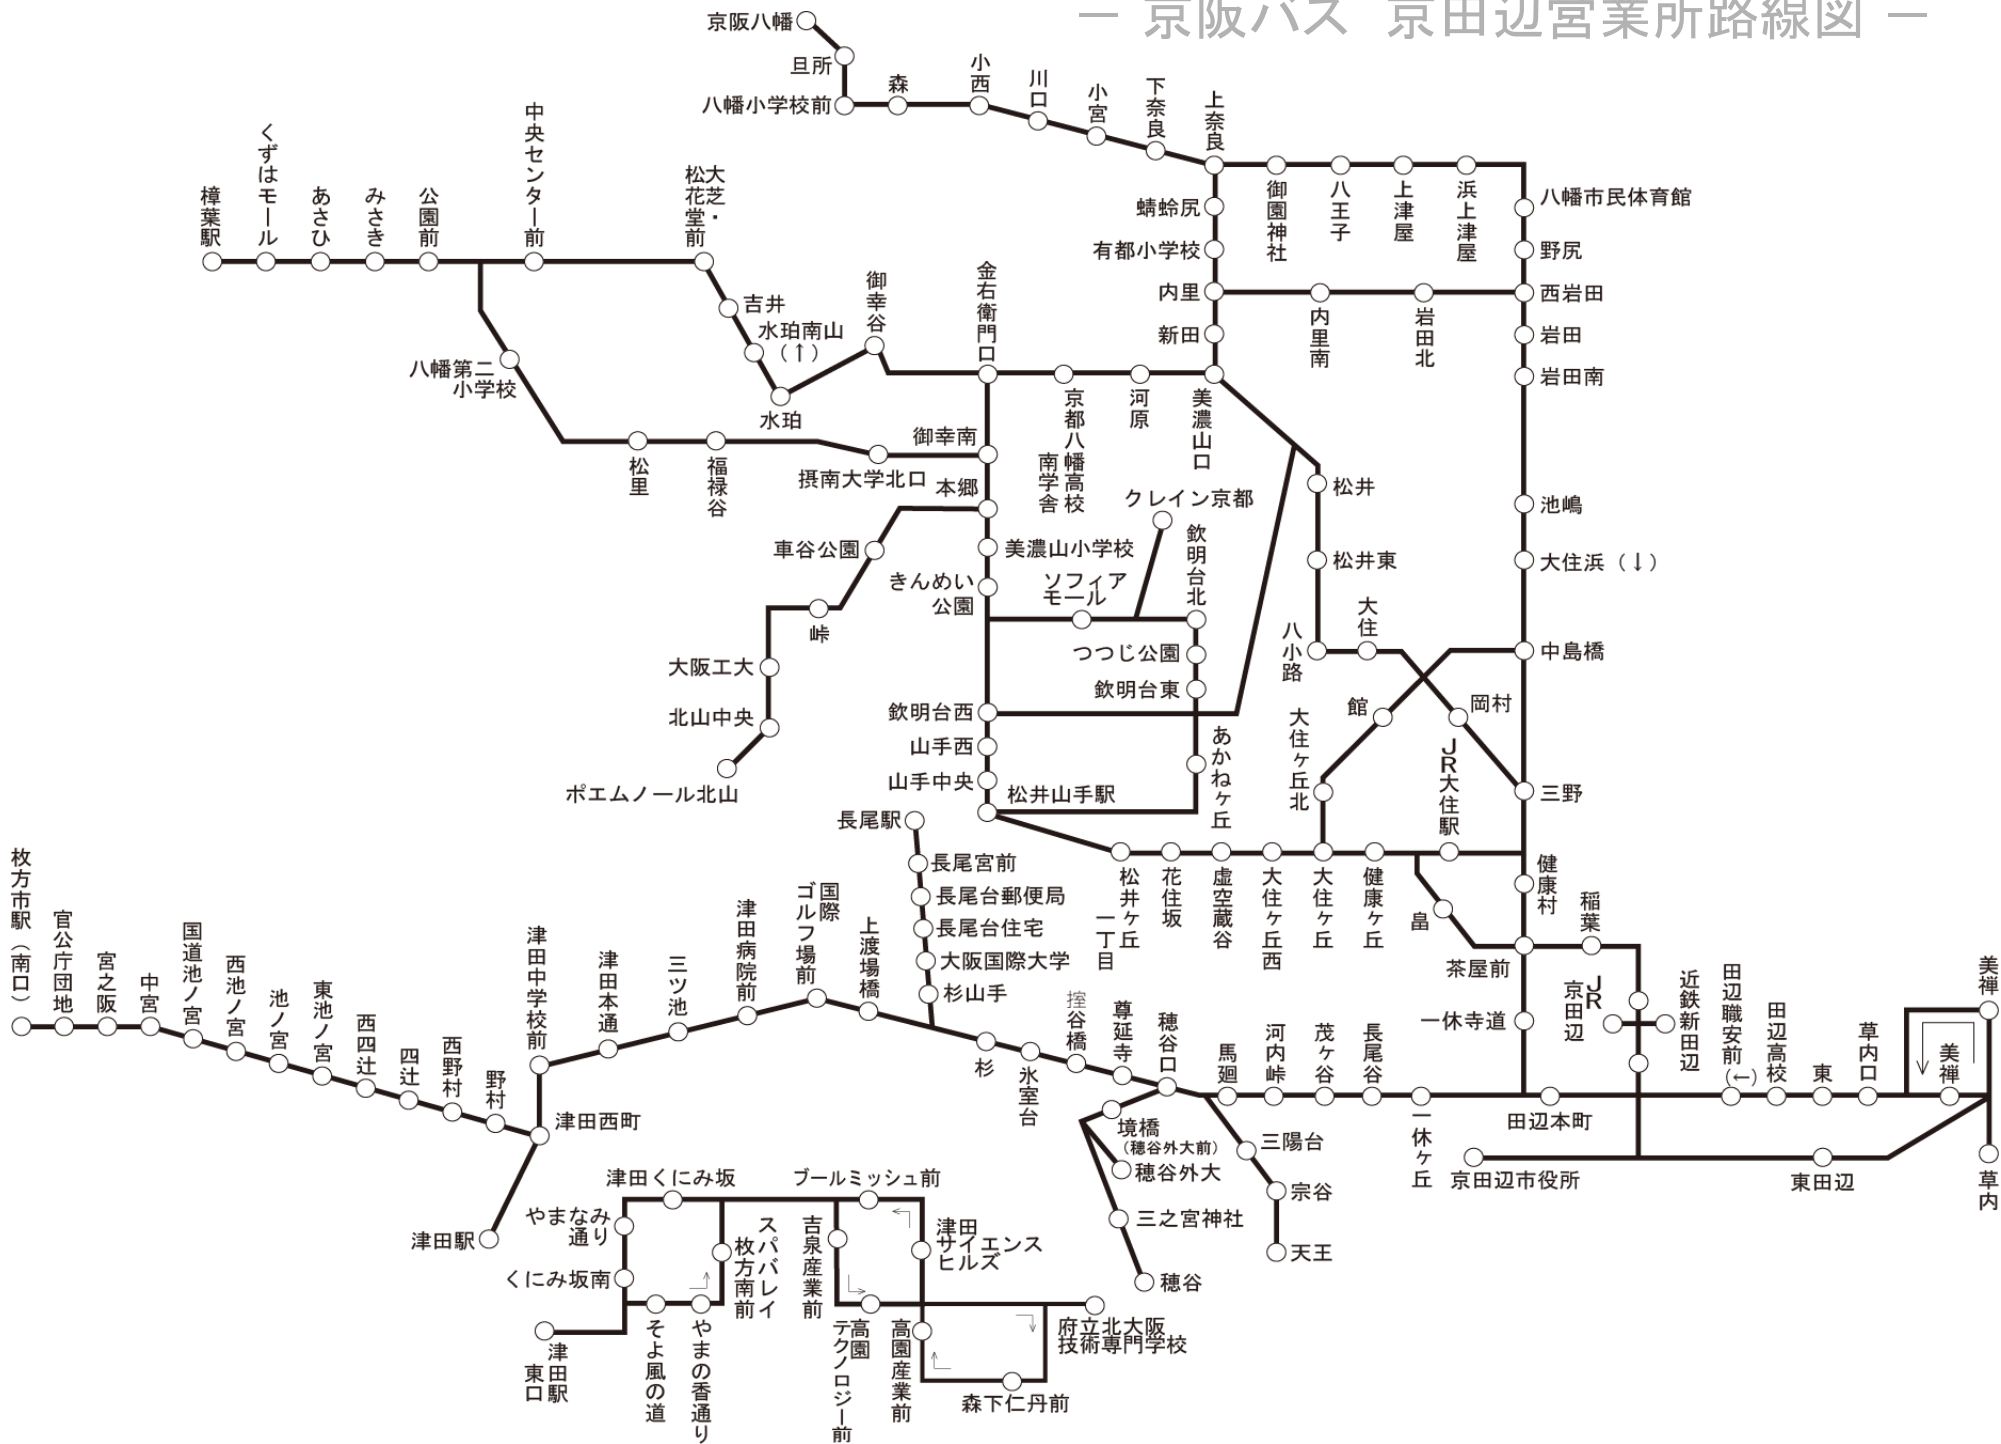 ― 京阪バス 京田辺営業所路線図 ―
京阪八幡
旦所
八幡小学校前
森
小西
川口
小宮
下奈良
上奈良
御園神社
八王子
上津屋
浜上津屋
八幡市民体育館
野尻
西岩田
岩田
岩田南
池嶋
大住浜（↓）
中島橋
三野
蜻蛉尻
有都小学校
内里
新田
内里南
岩田北
樟葉駅
くずはモール
あさひ
みさき
公園前
中央センター前
大芝・
松花堂前
吉井
水珀南山
（↑）
水珀
御幸谷
金右衛門口
京都八幡高校
南学舎
河原
美濃山口
八幡第二
小学校
松里
福禄谷
摂南大学北口
御幸南
本郷
車谷公園
峠
大阪工大
北山中央
ポエムノール北山
美濃山小学校
きんめい
公園
ソフィア
モール
クレイン京都
欽明台北
つつじ公園
欽明台東
あかねヶ丘
欽明台西
山手西
山手中央
松井山手駅
松井
松井東
八小路
大住
岡村
館
大住ヶ丘北
JR大住駅
松井ヶ丘
一丁目
花住坂
虚空蔵谷
大住ヶ丘西
大住ヶ丘
健康ヶ丘
畠
健康村
茶屋前
稲葉
一休寺道
JR
京田辺
近鉄新田辺
田辺職安前
（←）
田辺高校
東
草内口
美禅
美禅
草内
東田辺
京田辺市役所
田辺本町
一休ヶ丘
長尾谷
茂ヶ谷
河内峠
馬廻
三陽台
宗谷
天王
穂谷口
尊延寺
控谷橋
氷室台
杉
境橋
（穂谷外大前）
穂谷外大
三之宮神社
穂谷
長尾駅
長尾宮前
長尾台郵便局
長尾台住宅
大阪国際大学
杉山手
上渡場橋
国際
ゴルフ場前
津田病院前
三ツ池
津田本通
津田中学校前
津田西町
津田駅
枚方市駅（南口）
官公庁団地
宮之阪
中宮
国道池ノ宮
西池ノ宮
池ノ宮
東池ノ宮
西四辻
四辻
西野村
野村
津田くにみ坂
やまなみ
通り
くにみ坂南
津田駅
東口
そよ風の道
やまの香通り
スパバレイ
枚方南前
ブールミッシュ前
吉泉産業前
津田
サイエンス
ヒルズ
高園
テクノロジー前
高園産業前
森下仁丹前
府立北大阪
技術専門学校